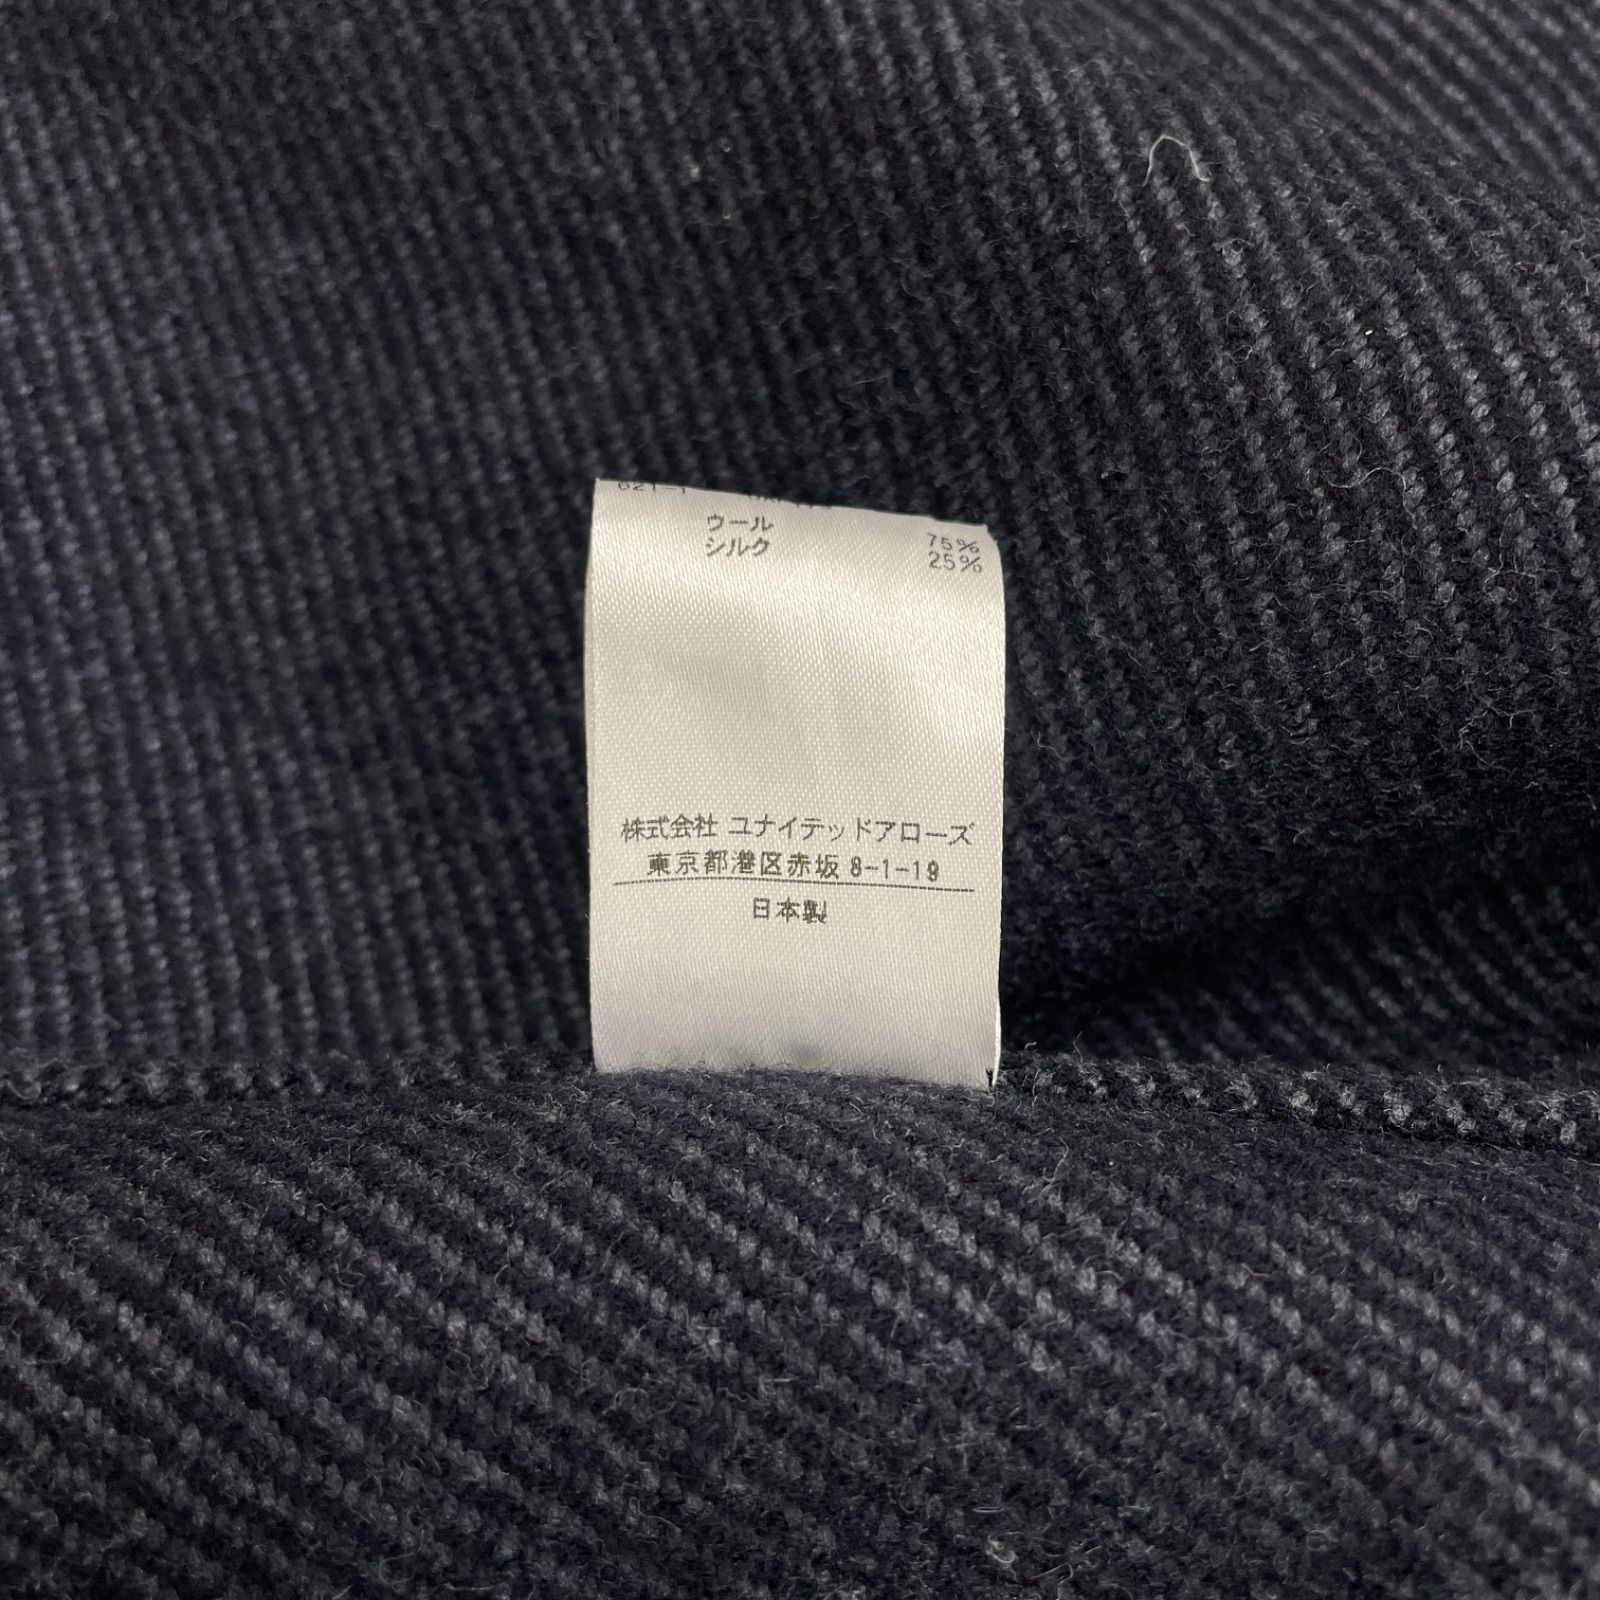 ウール 75%
シルク 25%
株式会社 ユナイテッドアローズ
東京都港区赤坂 8-1-19
日本製